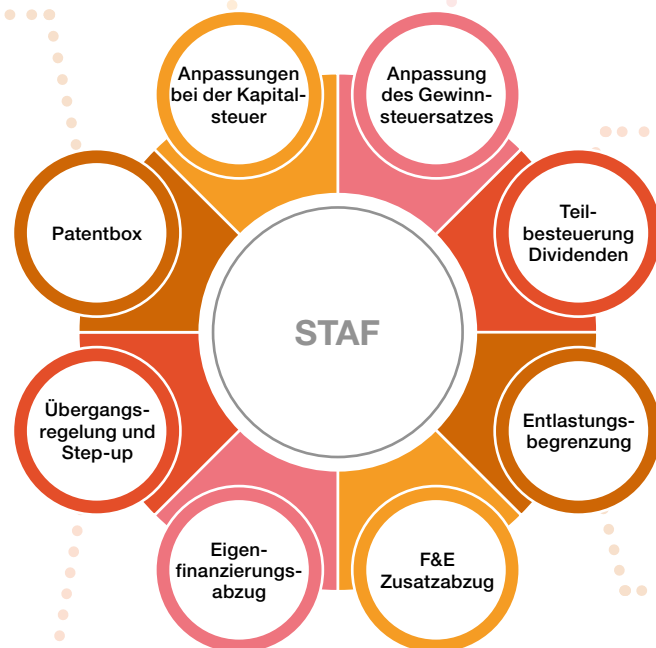 Anpassungen
bei der Kapital-
steuer
Anpassung
des Gewinn-
steuersatzes
Patentbox
Teil-
besteuerung
Dividenden
STAF
Übergangs-
regelung und
Step-up
Entlastungs-
begrenzung
Eigen-
finanzierungs-
abzug
F&E
Zusatzabzug